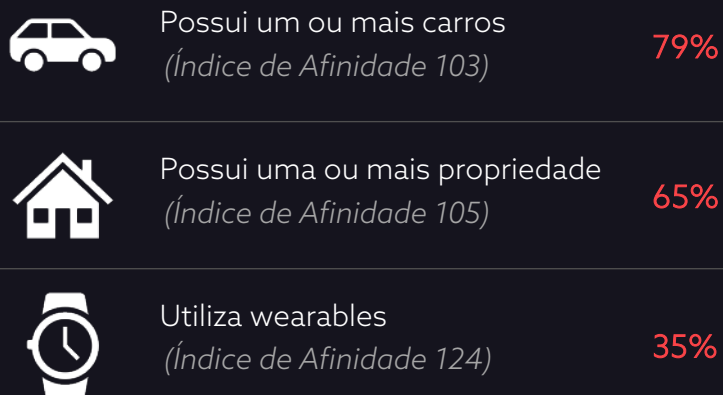 Possui um ou mais carros
(Índice de Afinidade 103)
79%
Possui uma ou mais propriedade
(Índice de Afinidade 105)
65%
Utiliza wearables
(Índice de Afinidade 124)
35%